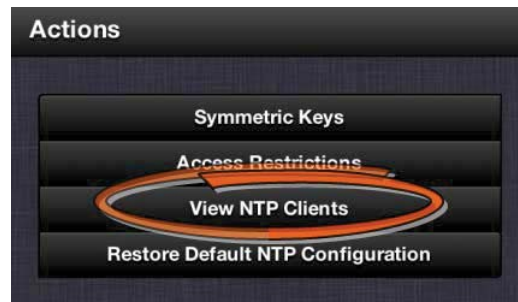 Actions
Symmetric Keys
Access Restrictions
View NTP Clients
Restore Default NTP Configuration